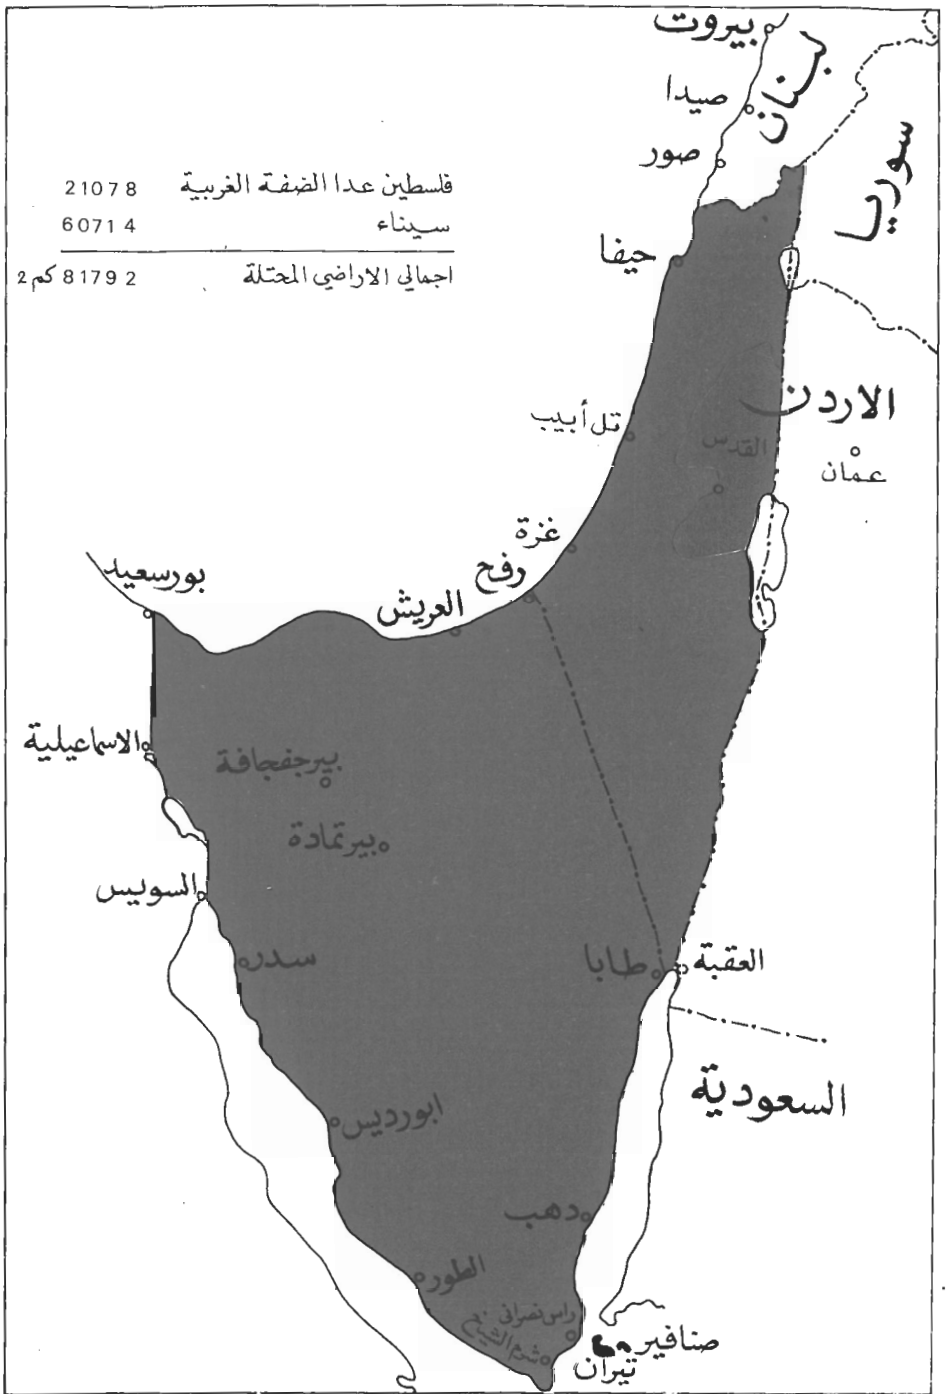 بيروت
لبنان
صيدا
سوريا
صور
فلسطين عدا الضفة الغربية 21078
سيناء 60714
اجمالي الاراضي المحتلة 81792 كم2
حيفا
الاردن
تل أبيب
القدس
عمان
غزة
رفح
بورسعيد
العريش
الاسماعيلية
بيرجفجافة
بيرتمادة
السويس
سدر
طابا
العقبة
السعودية
ابورديس
دهب
الطور
راس نصرانى
شرم الشيخ
صنافير
تيران